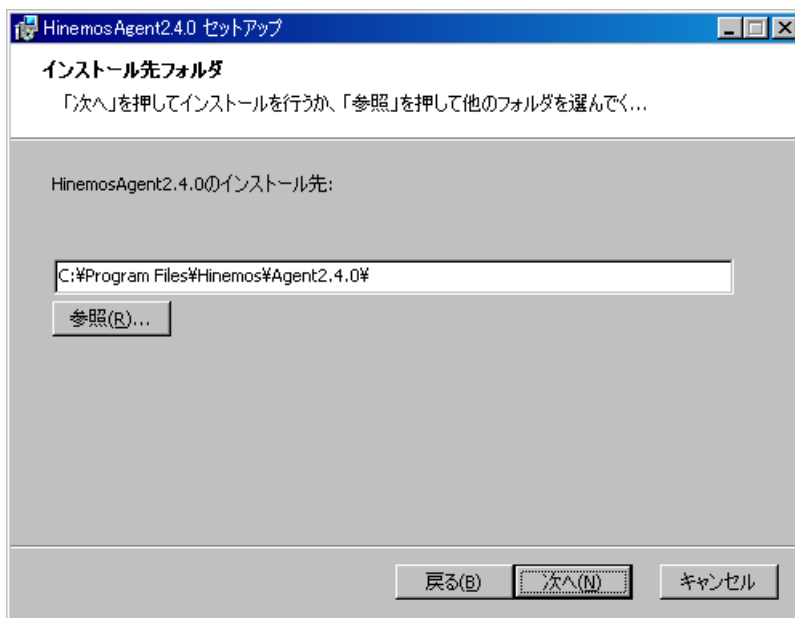 HinemosAgent2.4.0 セットアップ
インストール先フォルダ
「次へ」を押してインストールを行うか、「参照」を押して他のフォルダを選んでく...
HinemosAgent2.4.0のインストール先:
C:¥Program Files¥Hinemos¥Agent2.4.0¥
参照(R)...
戻る(B) 次へ(N) キャンセル